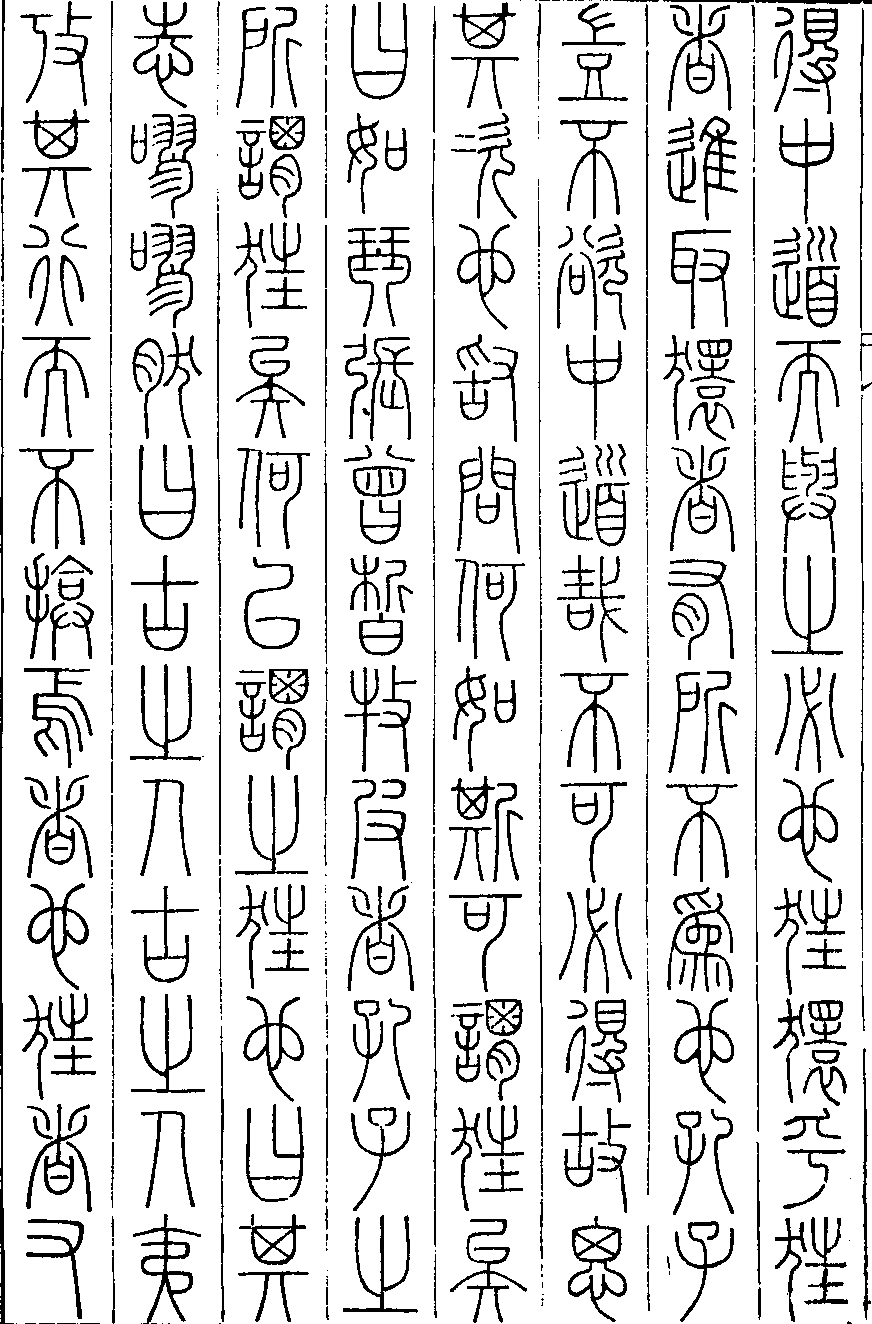 得中道而與之必也狂獧乎狂
者進取獧者有所不為也孔子
豈不欲中道哉不可必得故思
其次也敢問何如斯可謂狂矣
曰如琴張曾皙牧皮者孔子之
所謂狂矣何以謂之狂也曰其
志嘐嘐然曰古之人古之人夷
攷其行而不揜焉者也狂者又